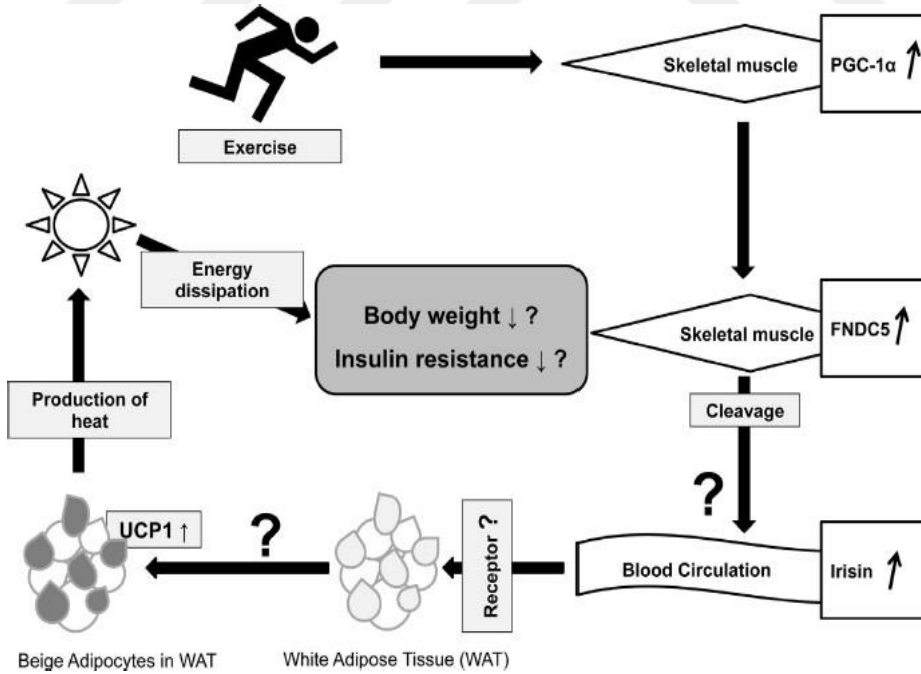 Exercise
Skeletal muscle
PGC-1α ↑
Energy
dissipation
Body weight ↓ ?
Insulin resistance ↓ ?
Skeletal muscle
FNDC5 ↑
Cleavage
?
Production of
heat
UCP1 ↑
?
Receptor ?
Blood Circulation
Irisin ↑
Beige Adipocytes in WAT
White Adipose Tissue (WAT)